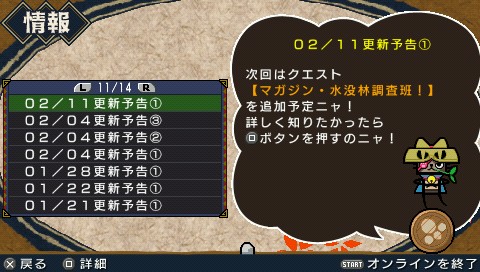 情報
L 11/14 R
02／11更新予告①
02／04更新予告③
02／04更新予告②
02／04更新予告①
01／28更新予告①
01／22更新予告①
01／21更新予告①
02／11更新予告①
次回はクエスト
【マガジン・水没林調査班！】
を追加予定ニャ！
詳しく知りたかったら
□ボタンを押すのニャ！
×戻る
□詳細
START オンラインを終了